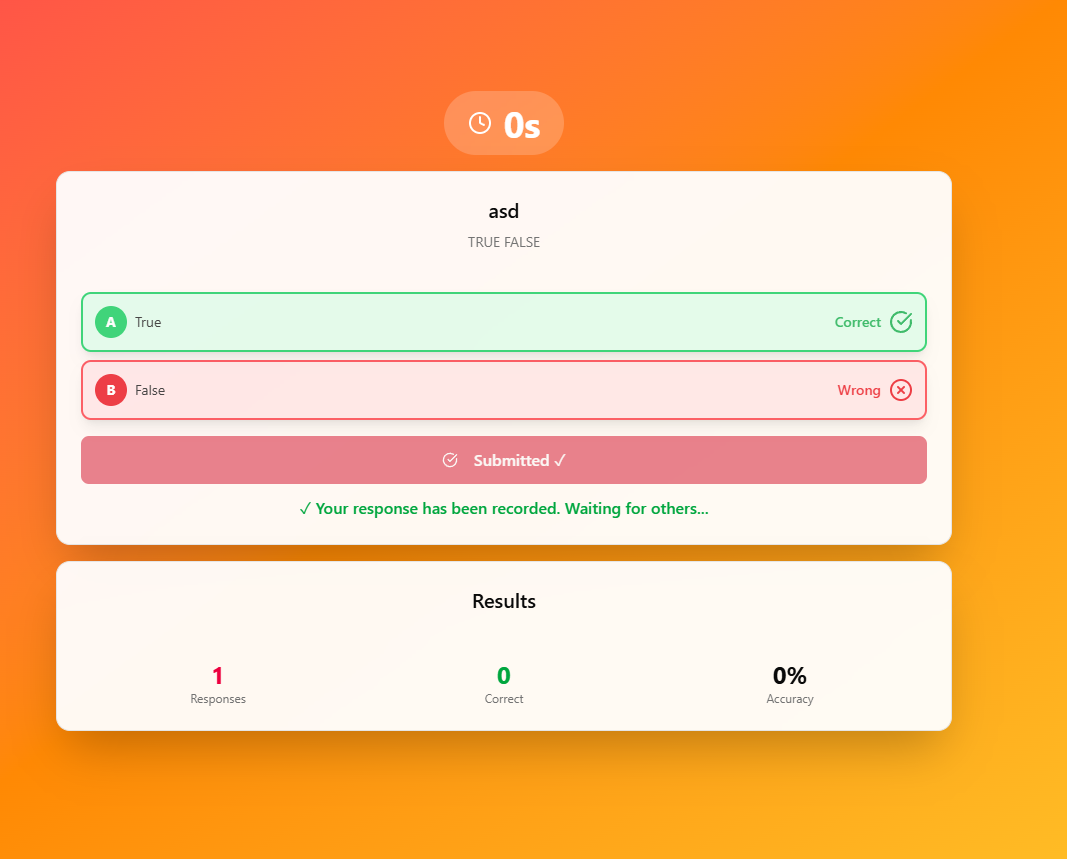 0s
asd
TRUE FALSE
A True Correct
B False Wrong
Submitted ✓
✓ Your response has been recorded. Waiting for others...
Results
1 0 0%
Responses Correct Accuracy